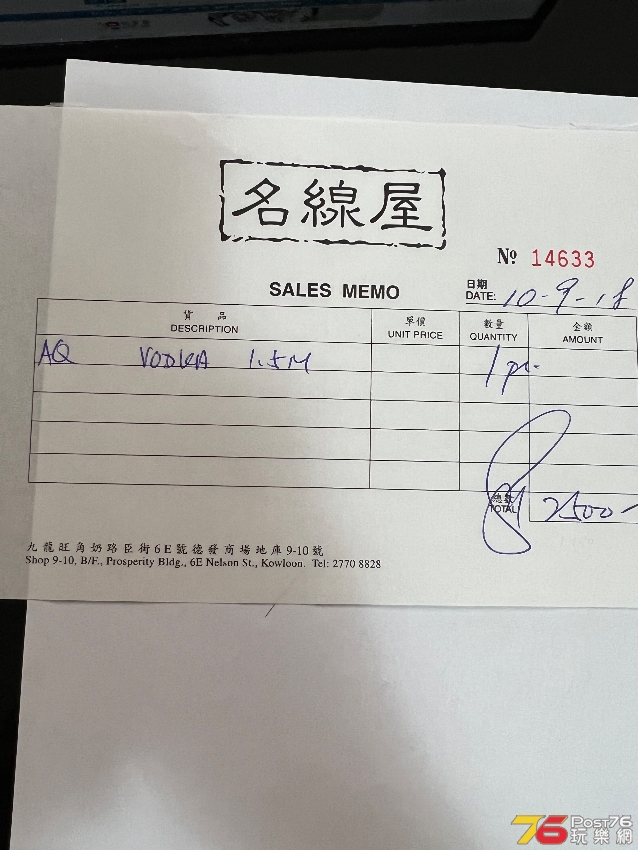 名線屋
Nº 14633
SALES MEMO
日期
DATE: 10-9-18
貨品
DESCRIPTION
單價
UNIT PRICE
數量
QUANTITY
金額
AMOUNT
AQ VODKA 1.5M
1 pr.
總數
TOTAL
2500-
九龍旺角奶路臣街6E號德發商場地庫9-10號
Shop 9-10, B/F., Prosperity Bldg., 6E Nelson St., Kowloon. Tel: 2770 8828
76 POST76
玩樂網